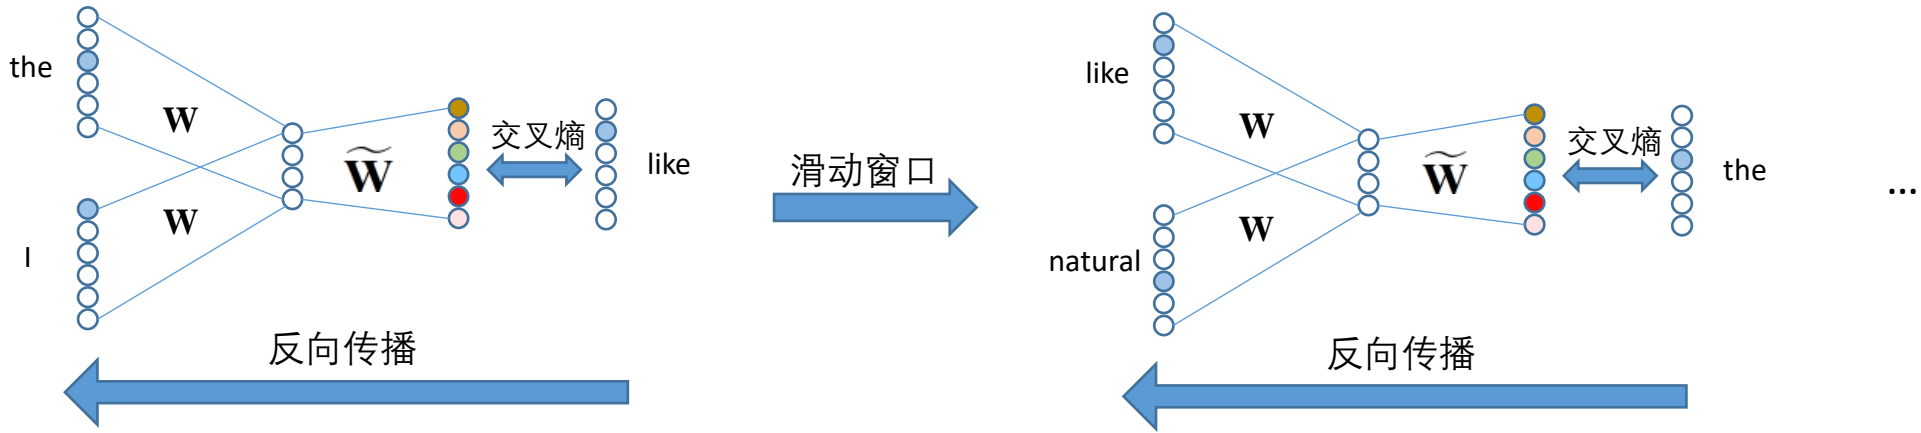 the
I
W
W
W̃
交叉熵
like
反向传播
滑动窗口
like
natural
W
W
W̃
交叉熵
the
反向传播
...